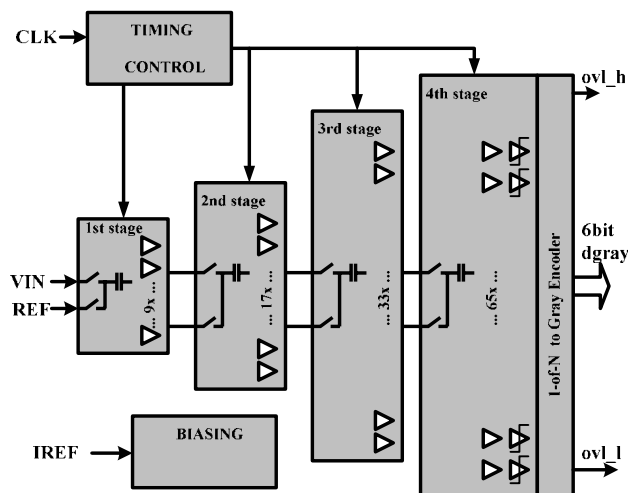 CLK
TIMING
CONTROL
ovl_h
4th stage
3rd stage
2nd stage
1st stage
6bit
dgray
VIN
REF
... 9x ...
... 17x ...
... 33x ...
... 65x ...
1-of-N to Gray Encoder
IREF
BIASING
ovl_l